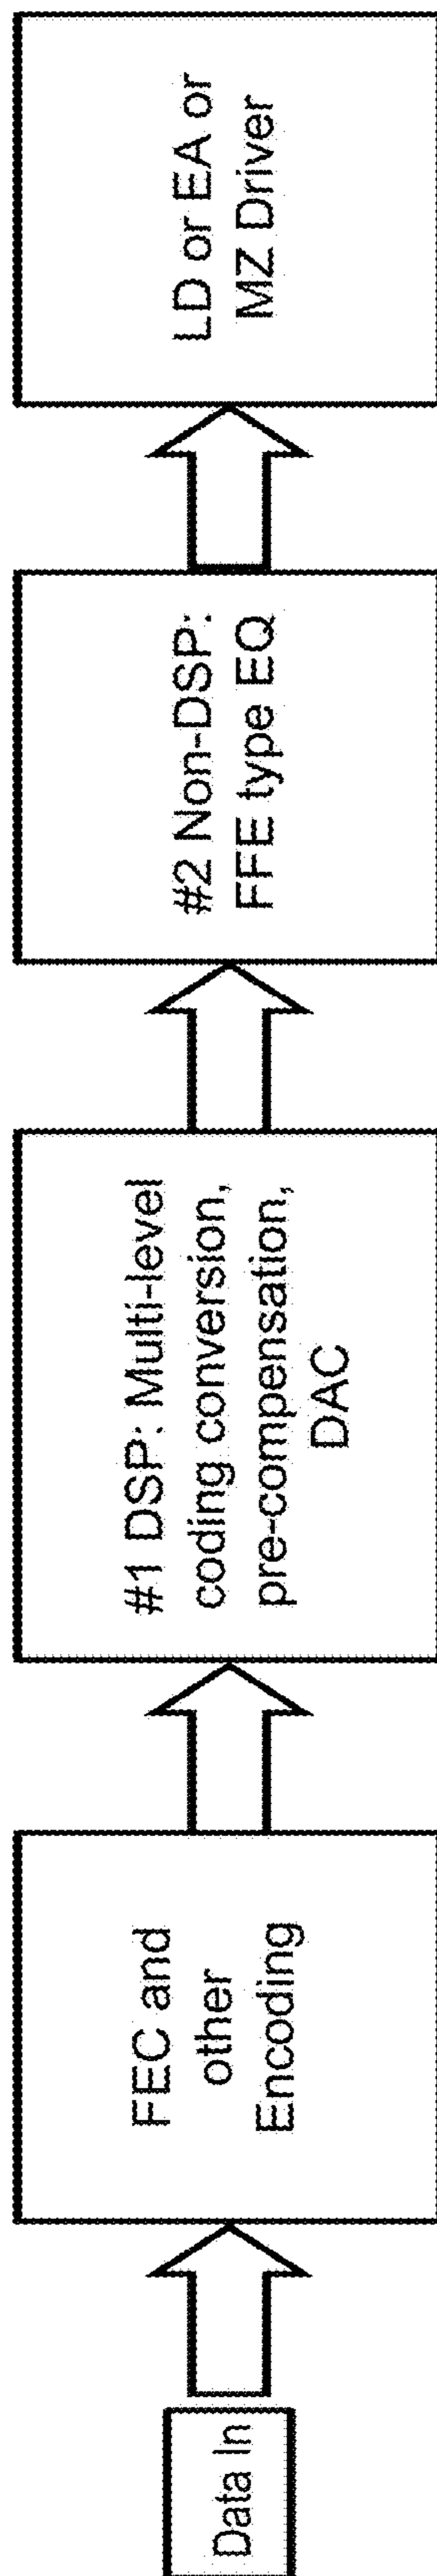 Data In
FEC and
other
Encoding
#1 DSP: Multi-level
coding conversion,
pre-compensation,
DAC
#2 Non-DSP:
FFE type EQ
LD or EA or
MZ Driver